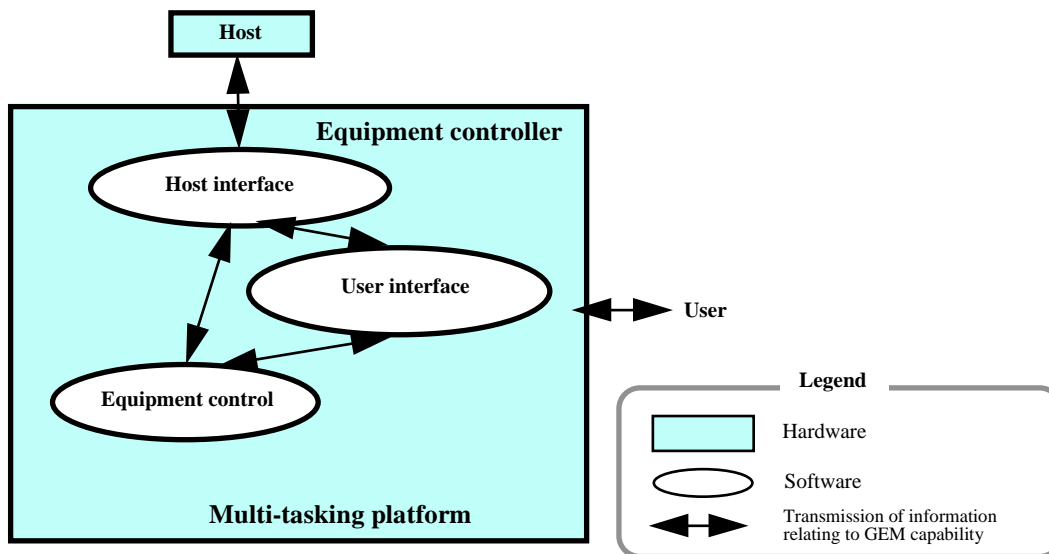 Host
Equipment controller
Host interface
User interface
User
Equipment control
Multi-tasking platform
Legend
Hardware
Software
Transmission of information
relating to GEM capability